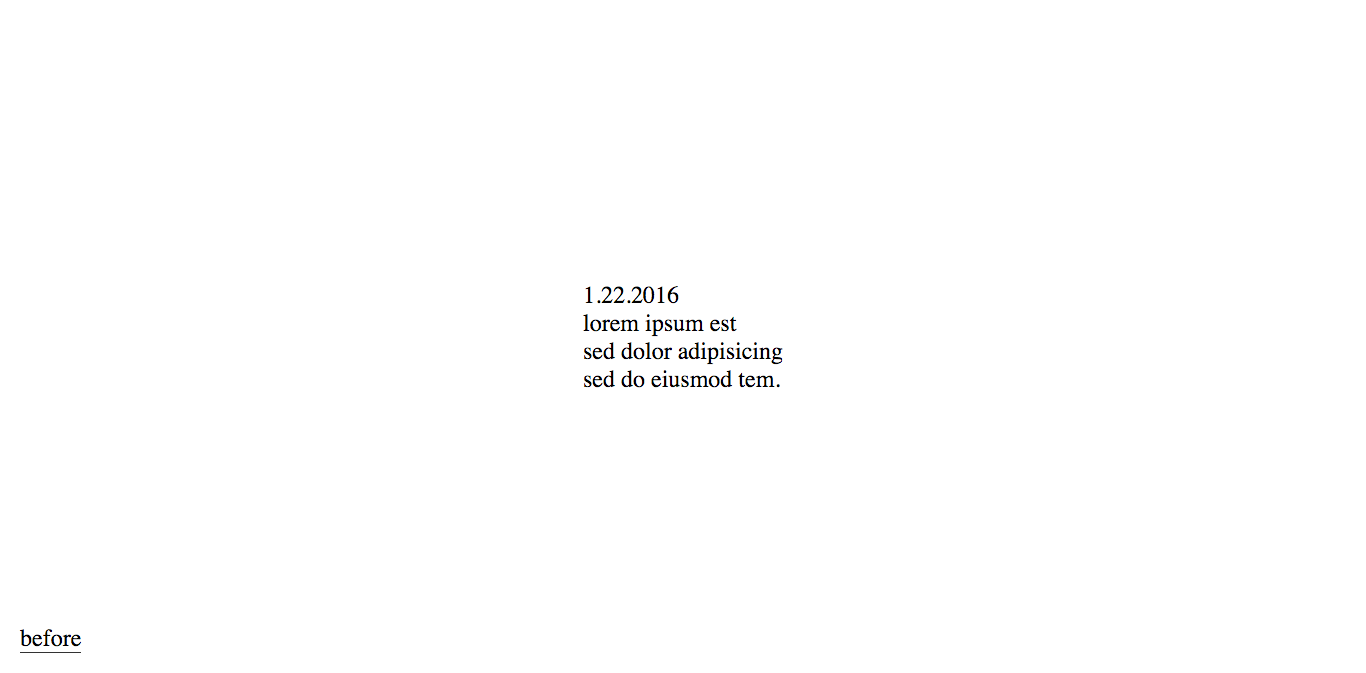 1.22.2016
lorem ipsum est
sed dolor adipisicing
sed do eiusmod tem.
before